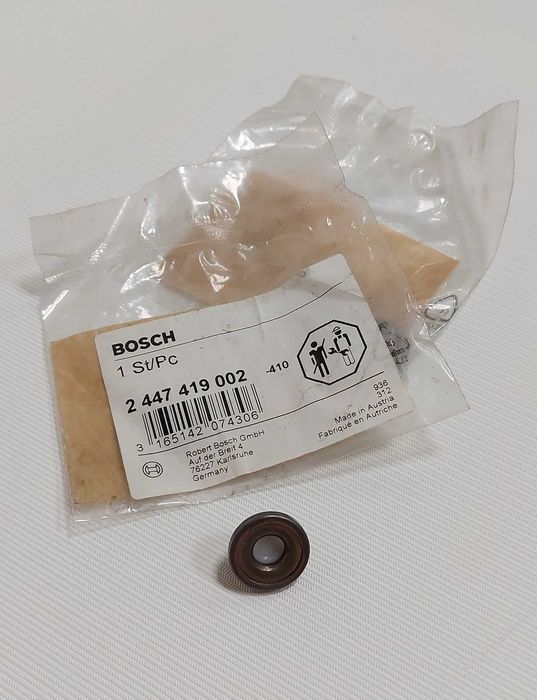 BOSCH
1 St/Pc
2 447 419 002 -410
3 165142 074306
Robert Bosch GmbH
Auf der Breit 4
76227 Karlsruhe
Germany
936
312
Made in Austria
Fabriqué en Autriche